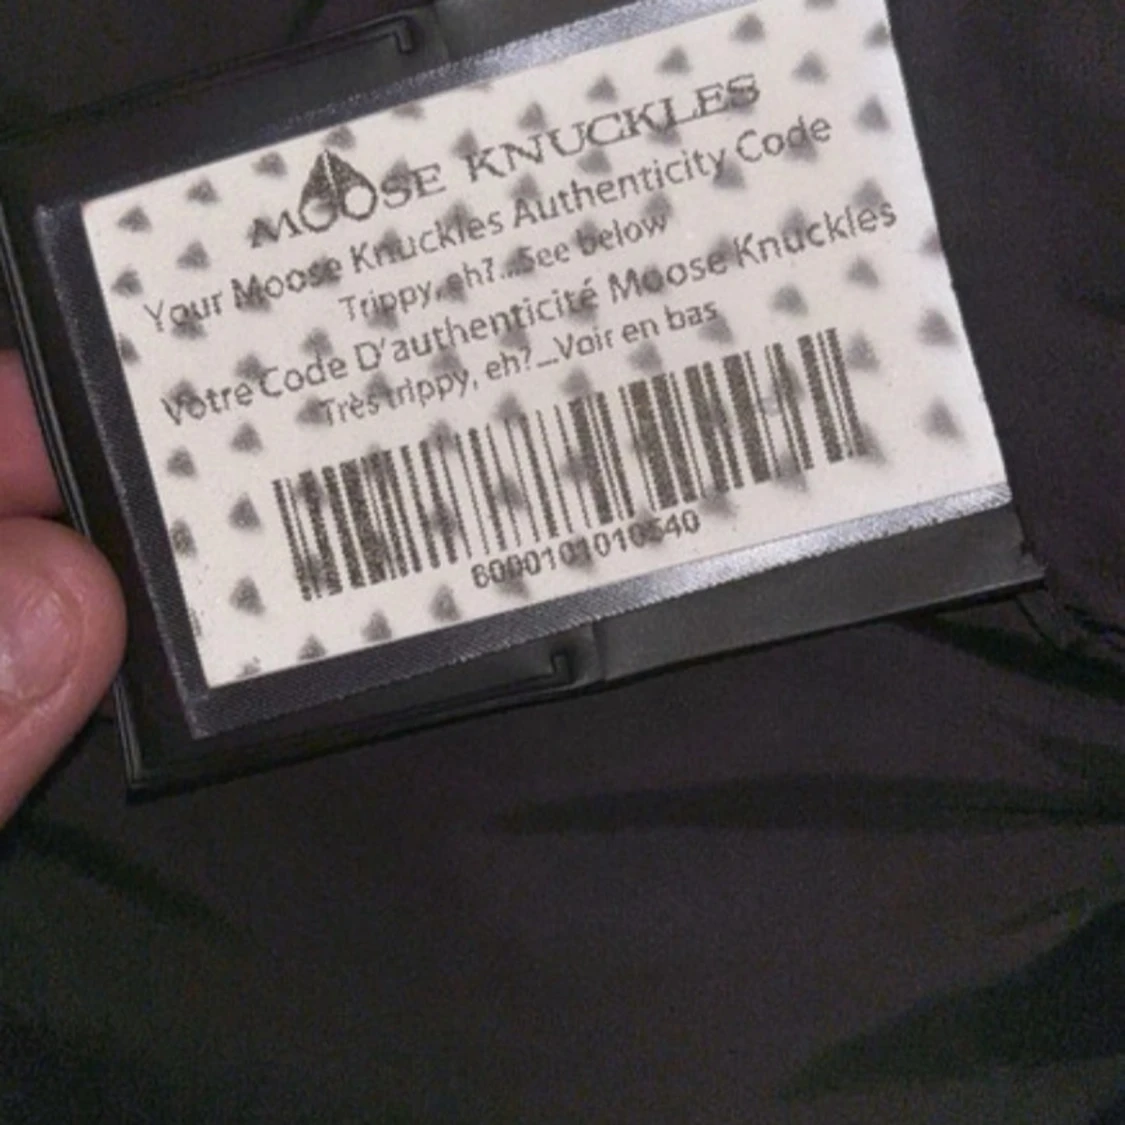 MOOSE KNUCKLES
Your Moose Knuckles Authenticity Code
Trippy, eh?...See below
Votre Code D'authenticité Moose Knuckles
Très trippy, eh?...Voir en bas